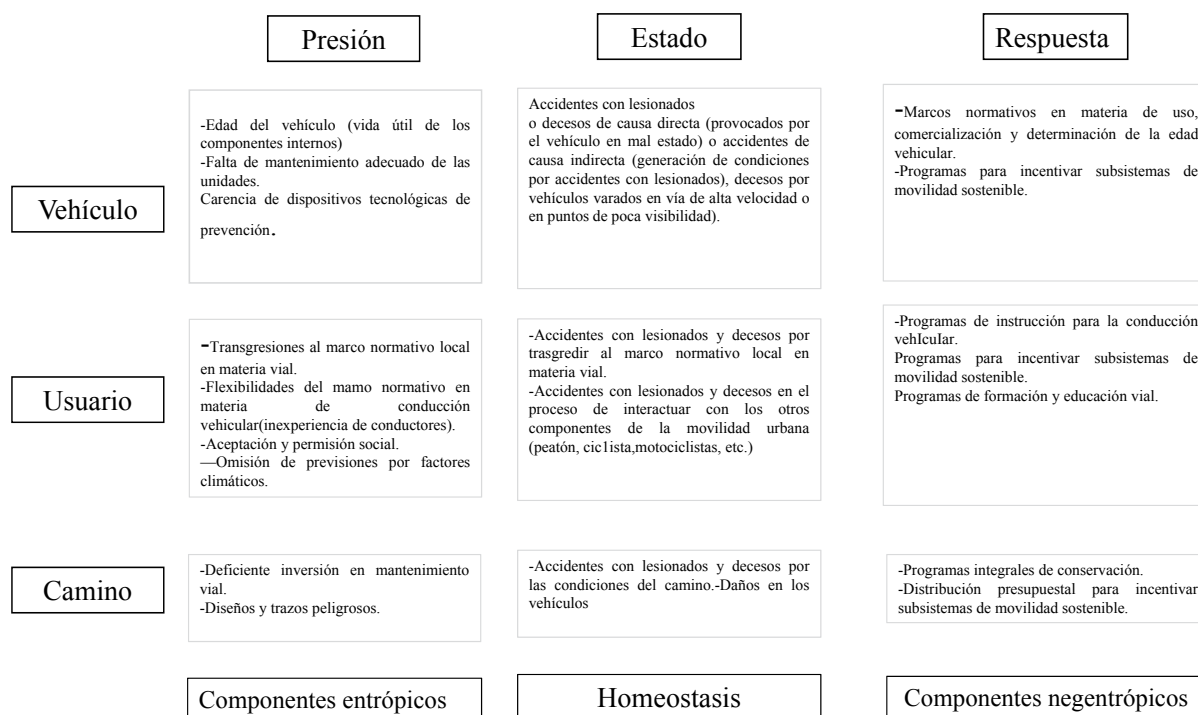 Presión
Estado
Respuesta
Vehículo
-Edad del vehículo (vida útil de los
componentes internos)
-Falta de mantenimiento adecuado de las
unidades.
Carencia de dispositivos tecnológicas de
prevención.
Accidentes con lesionados
o decesos de causa directa (provocados por
el vehículo en mal estado) o accidentes de
causa indirecta (generación de condiciones
por accidentes con lesionados), decesos por
vehículos varados en vía de alta velocidad o
en puntos de poca visibilidad).
-Marcos normativos en materia de uso,
comercialización y determinación de la edad
vehicular.
-Programas para incentivar subsistemas de
movilidad sostenible.
Usuario
-Transgresiones al marco normativo local
en materia vial.
-Flexibilidades del mamo normativo en
materia de conducción
vehicular(inexperiencia de conductores).
-Aceptación y permisión social.
—Omisión de previsiones por factores
climáticos.
-Accidentes con lesionados y decesos por
trasgredir al marco normativo local en
materia vial.
-Accidentes con lesionados y decesos en el
proceso de interactuar con los otros
componentes de la movilidad urbana
(peatón, cic1ista,motociclistas, etc.)
-Programas de instrucción para la conducción
vehIcuIar.
Programas para incentivar subsistemas de
movilidad sostenible.
Programas de formación y educación vial.
Camino
-Deficiente inversión en mantenimiento
vial.
-Diseños y trazos peligrosos.
-Accidentes con lesionados y decesos por
las condiciones del camino.-Daños en los
vehículos
-Programas integrales de conservación.
-Distribución presupuestal para incentivar
subsistemas de movilidad sostenible.
Componentes entrópicos
Homeostasis
Componentes negentrópicos